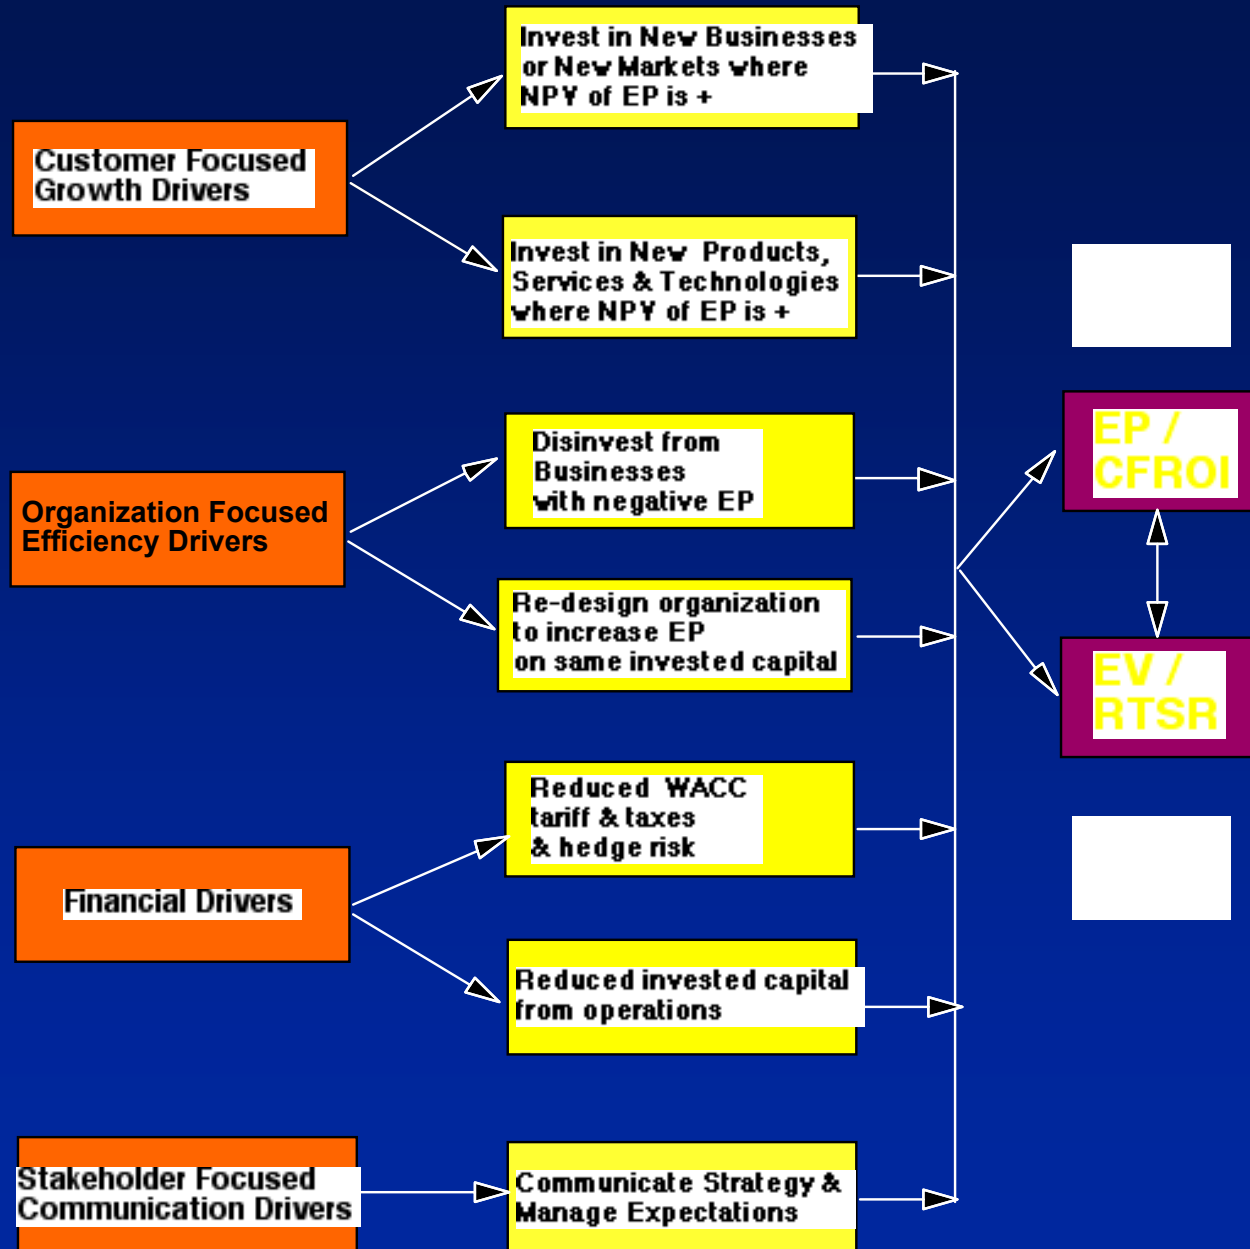 Invest in New Businesses
or New Markets where
NPV of EP is +
Customer Focused
Growth Drivers
Invest in New Products,
Services & Technologies
where NPV of EP is +
Disinvest from
Businesses
with negative EP
Organization Focused
Efficiency Drivers
Re-design organization
to increase EP
on same invested capital
EP /
CFROI
EV /
RTSR
Reduced WACC
tariff & taxes
& hedge risk
Financial Drivers
Reduced invested capital
from operations
Stakeholder Focused
Communication Drivers
Communicate Strategy &
Manage Expectations